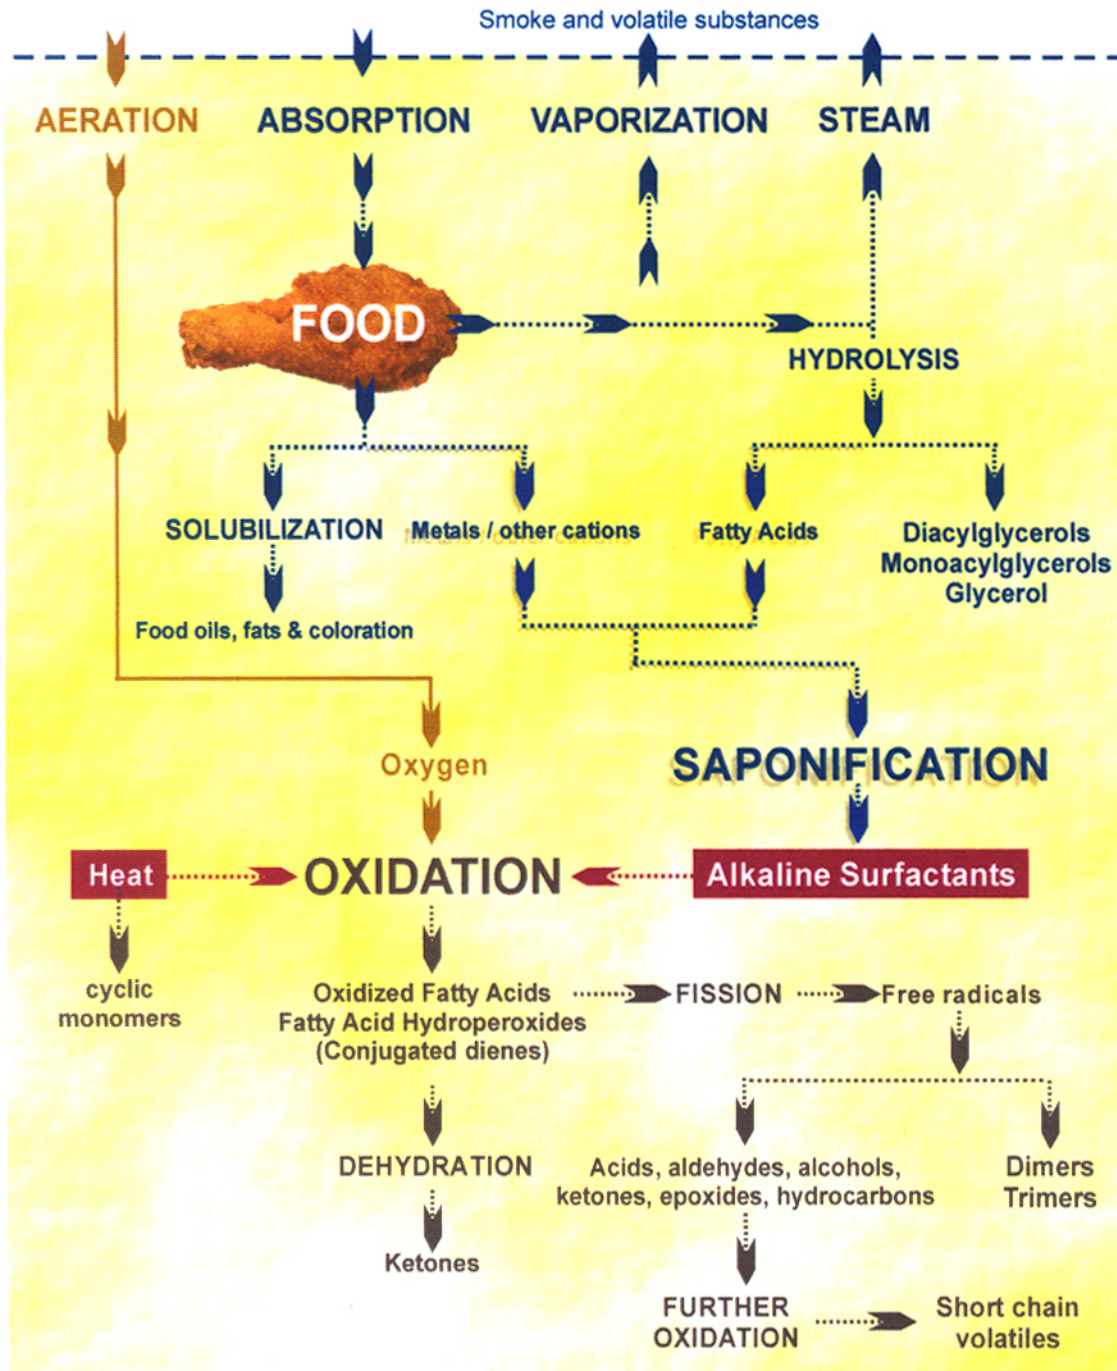 Smoke and volatile substances
AERATION
ABSORPTION
VAPORIZATION
STEAM
FOOD
HYDROLYSIS
SOLUBILIZATION
Metals / other cations
Fatty Acids
Diacylglycerols
Monoacylglycerols
Glycerol
Food oils, fats & coloration
Oxygen
SAPONIFICATION
Heat
OXIDATION
Alkaline Surfactants
cyclic
monomers
Oxidized Fatty Acids
Fatty Acid Hydroperoxides
(Conjugated dienes)
FISSION
Free radicals
DEHYDRATION
Acids, aldehydes, alcohols,
ketones, epoxides, hydrocarbons
Dimers
Trimers
Ketones
FURTHER
OXIDATION
Short chain
volatiles